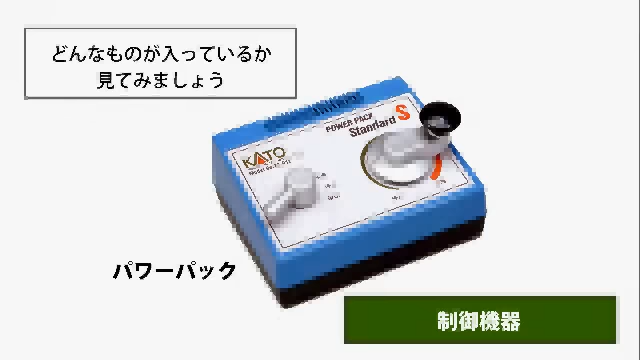 どんなものが入っているか
見てみましょう
POWER PACK
Standard S
KATO
パワーパック
制御機器